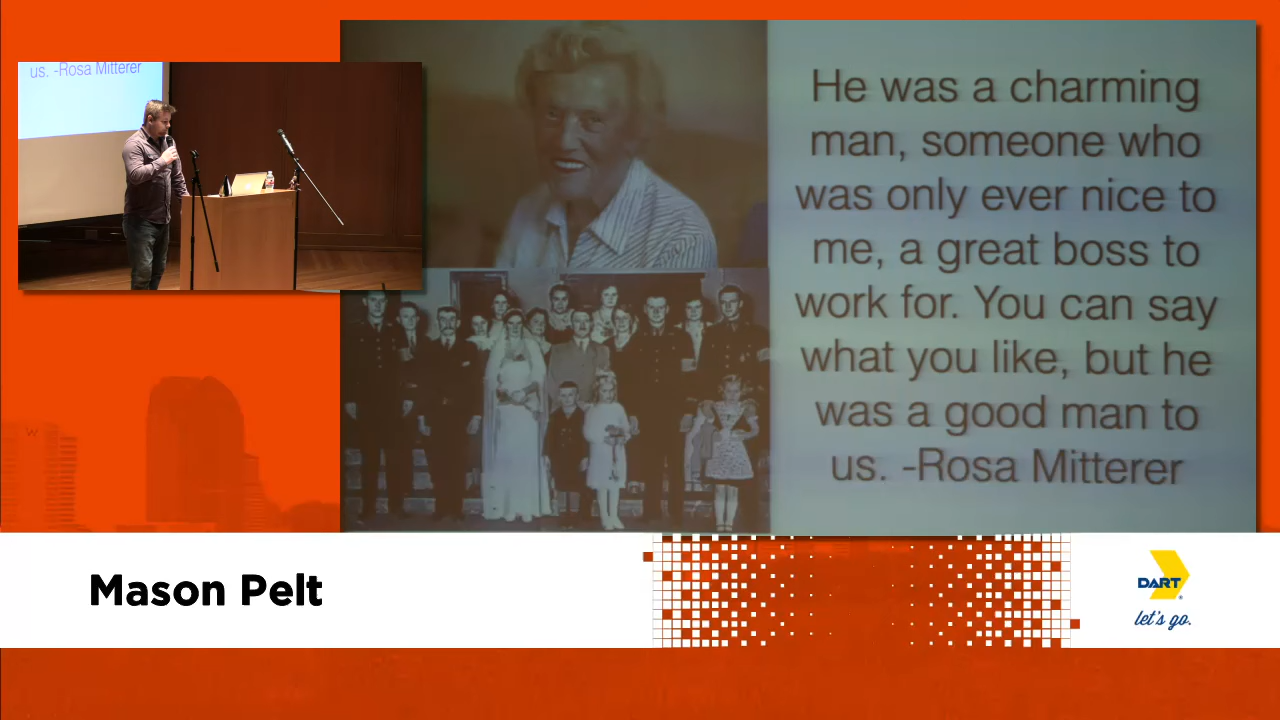 us. -Rosa Mitterer
He was a charming
man, someone who
was only ever nice to
me, a great boss to
work for. You can say
what you like, but he
was a good man to
us. -Rosa Mitterer
Mason Pelt
DART
let's go.
W